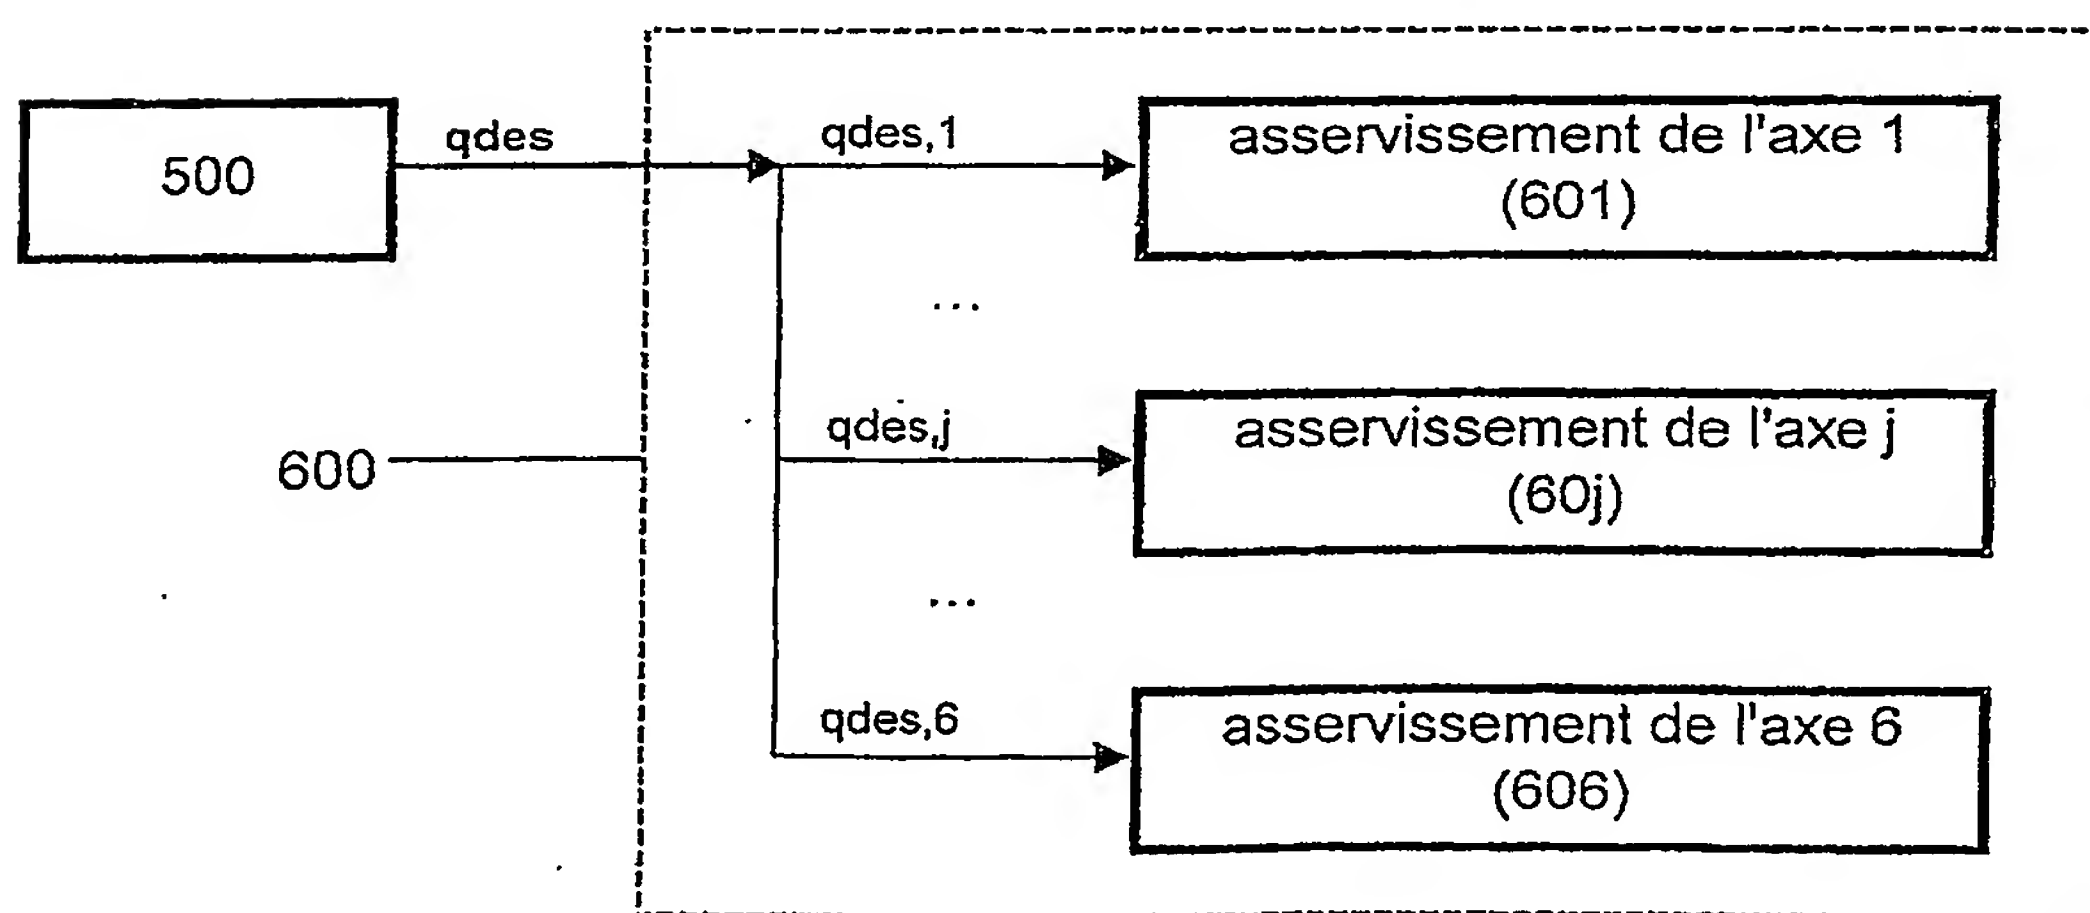 500
qdes
qdes,1
asservissement de l'axe 1
(601)
...
600
qdes,j
asservissement de l'axe j
(60j)
...
qdes,6
asservissement de l'axe 6
(606)